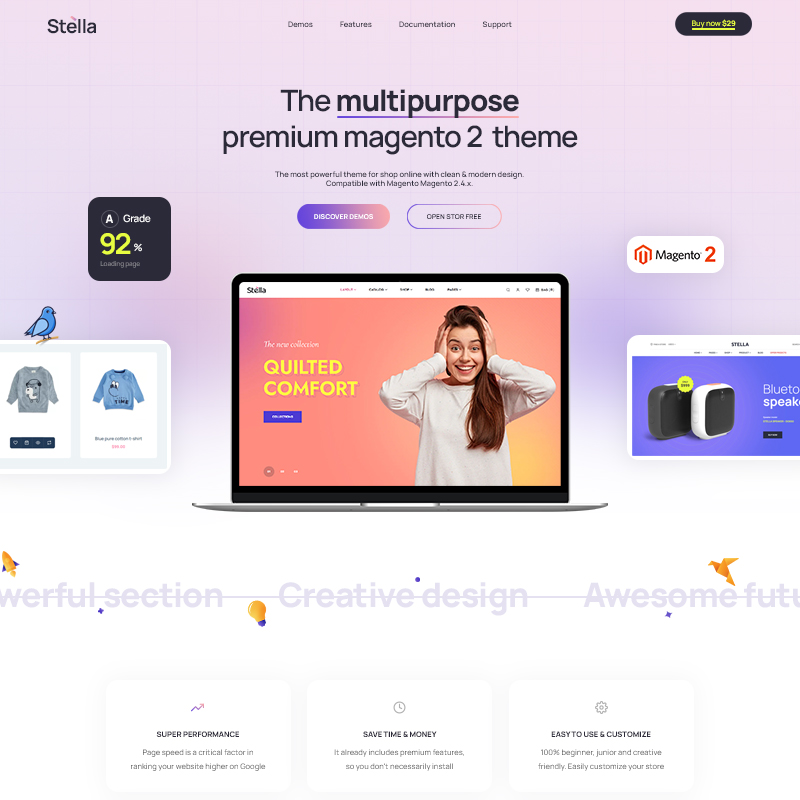 Stella
Demos
Features
Documentation
Support
Buy now $29
The multipurpose
premium magento 2 theme
The most powerful theme for shop online with clean & modern design.
Compatible with Magento Magento 2.4.x.
DISCOVER DEMOS
OPEN STOR FREE
A Grade
92 %
Loading page
Magento 2
Stella
The new collection
QUILTED
COMFORT
Blue pure cotton t-shirt
STELLA
Blueto
speake
werful section
Creative design
Awesome futu
SUPER PERFORMANCE
Page speed is a critical factor in
ranking your website higher on Google
SAVE TIME & MONEY
It already includes premium features,
so you don't necessarily install
EASY TO USE & CUSTOMIZE
100% beginner, junior and creative
friendly. Easily customize your store